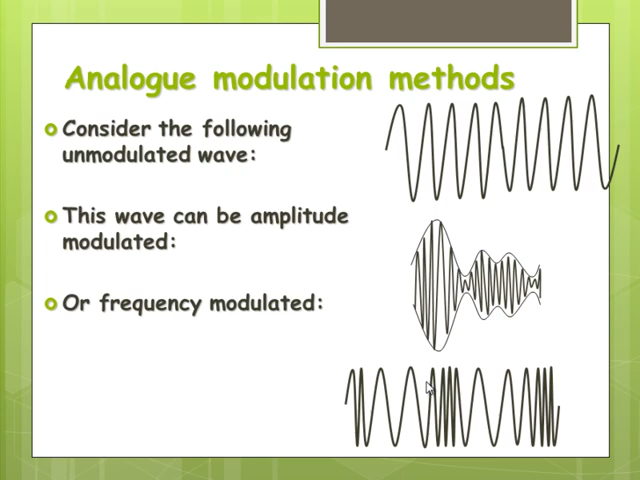 Analogue modulation methods
Consider the following
unmodulated wave:
This wave can be amplitude
modulated:
Or frequency modulated: